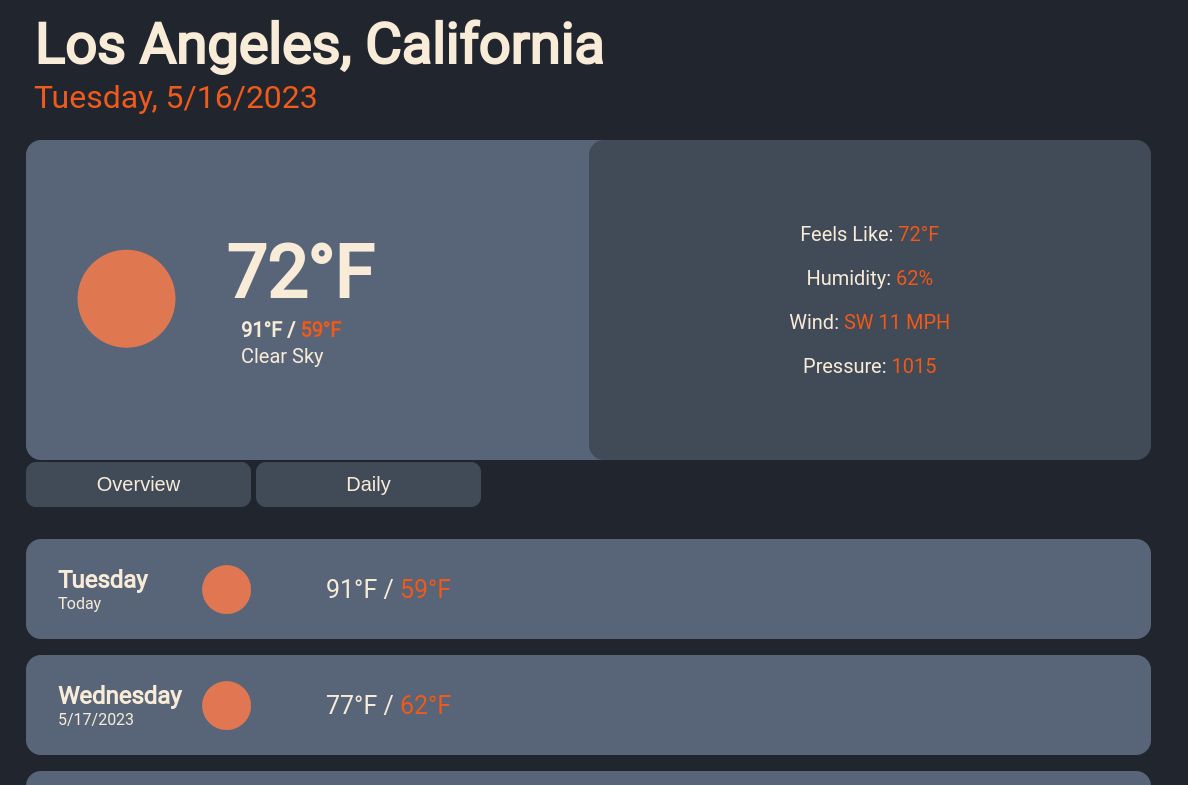 Los Angeles, California
Tuesday, 5/16/2023
72°F
91°F / 59°F
Clear Sky
Feels Like: 72°F
Humidity: 62%
Wind: SW 11 MPH
Pressure: 1015
Overview
Daily
Tuesday
Today
91°F / 59°F
Wednesday
5/17/2023
77°F / 62°F